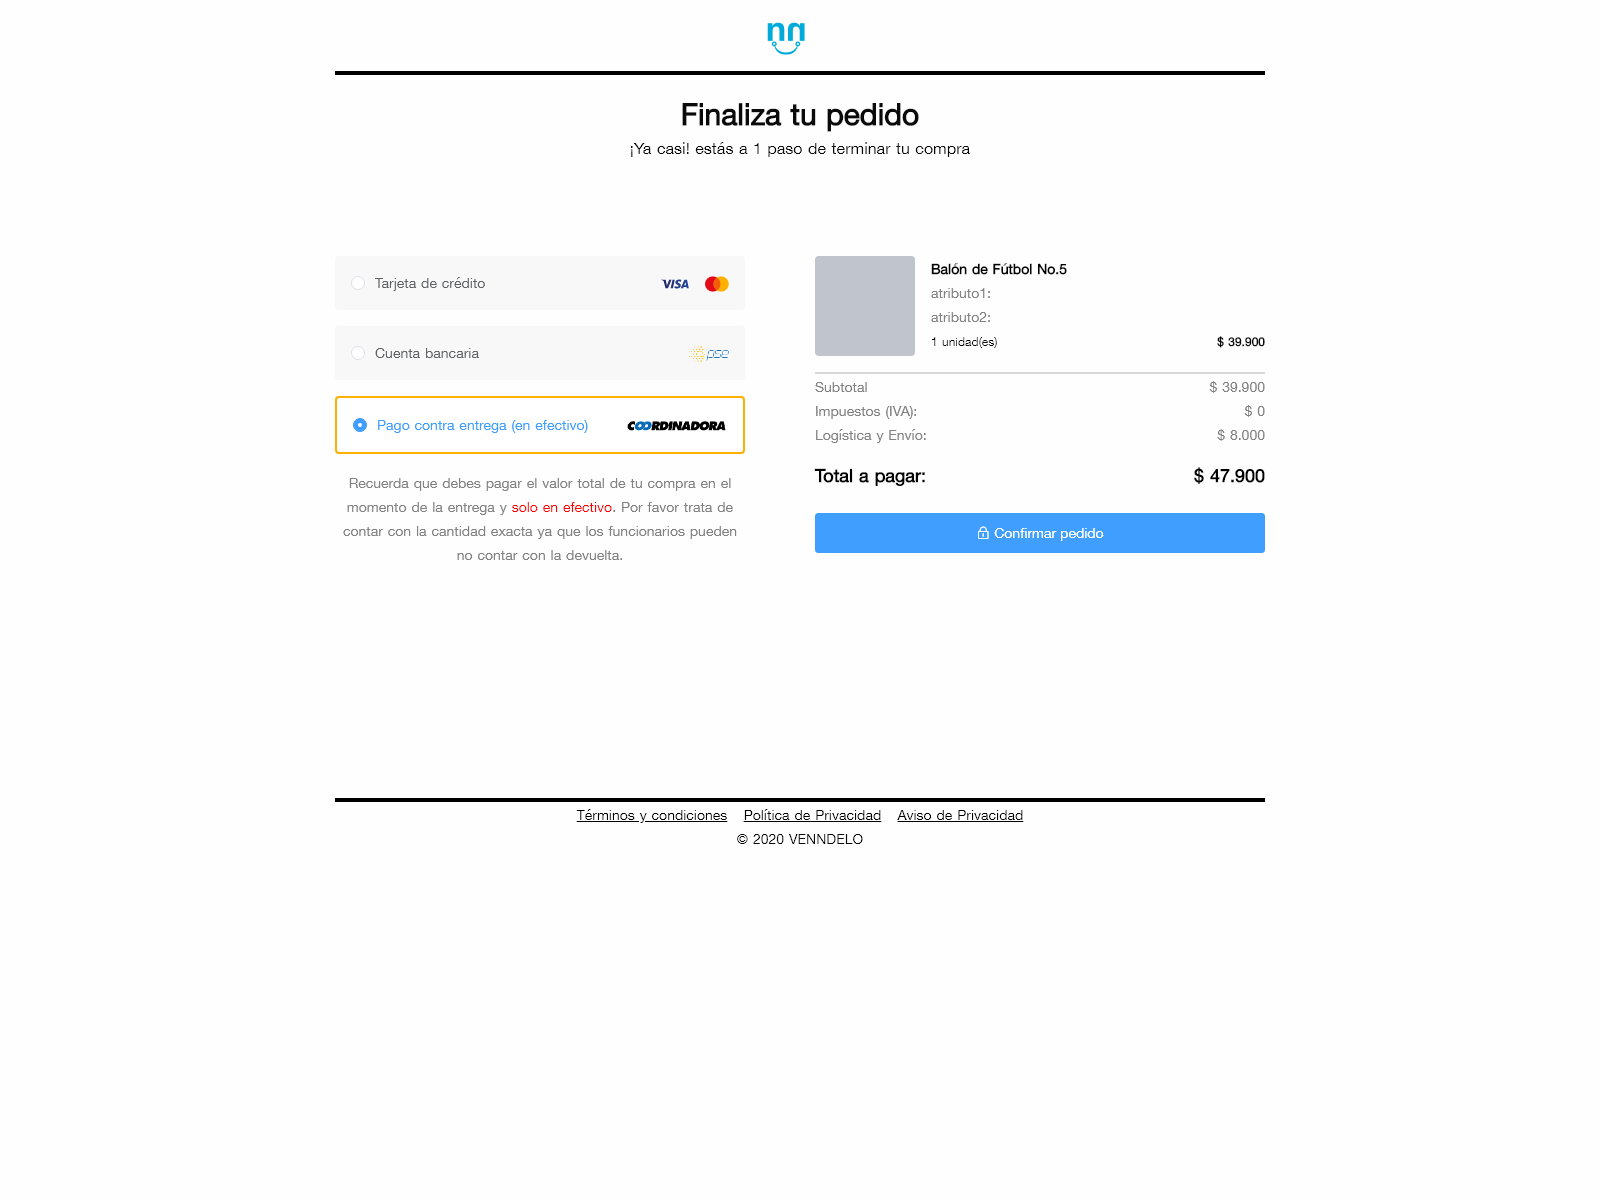 Finaliza tu pedido
¡Ya casi! estás a 1 paso de terminar tu compra
Tarjeta de crédito VISA
Cuenta bancaria pse
Pago contra entrega (en efectivo) COORDINADORA
Recuerda que debes pagar el valor total de tu compra en el
momento de la entrega y solo en efectivo. Por favor trata de
contar con la cantidad exacta ya que los funcionarios pueden
no contar con la devuelta.
Balón de Fútbol No.5
atributo1:
atributo2:
1 unidad(es) $ 39.900
Subtotal $ 39.900
Impuestos (IVA): $ 0
Logística y Envío: $ 8.000
Total a pagar: $ 47.900
Confirmar pedido
Términos y condiciones Política de Privacidad Aviso de Privacidad
© 2020 VENNDELO